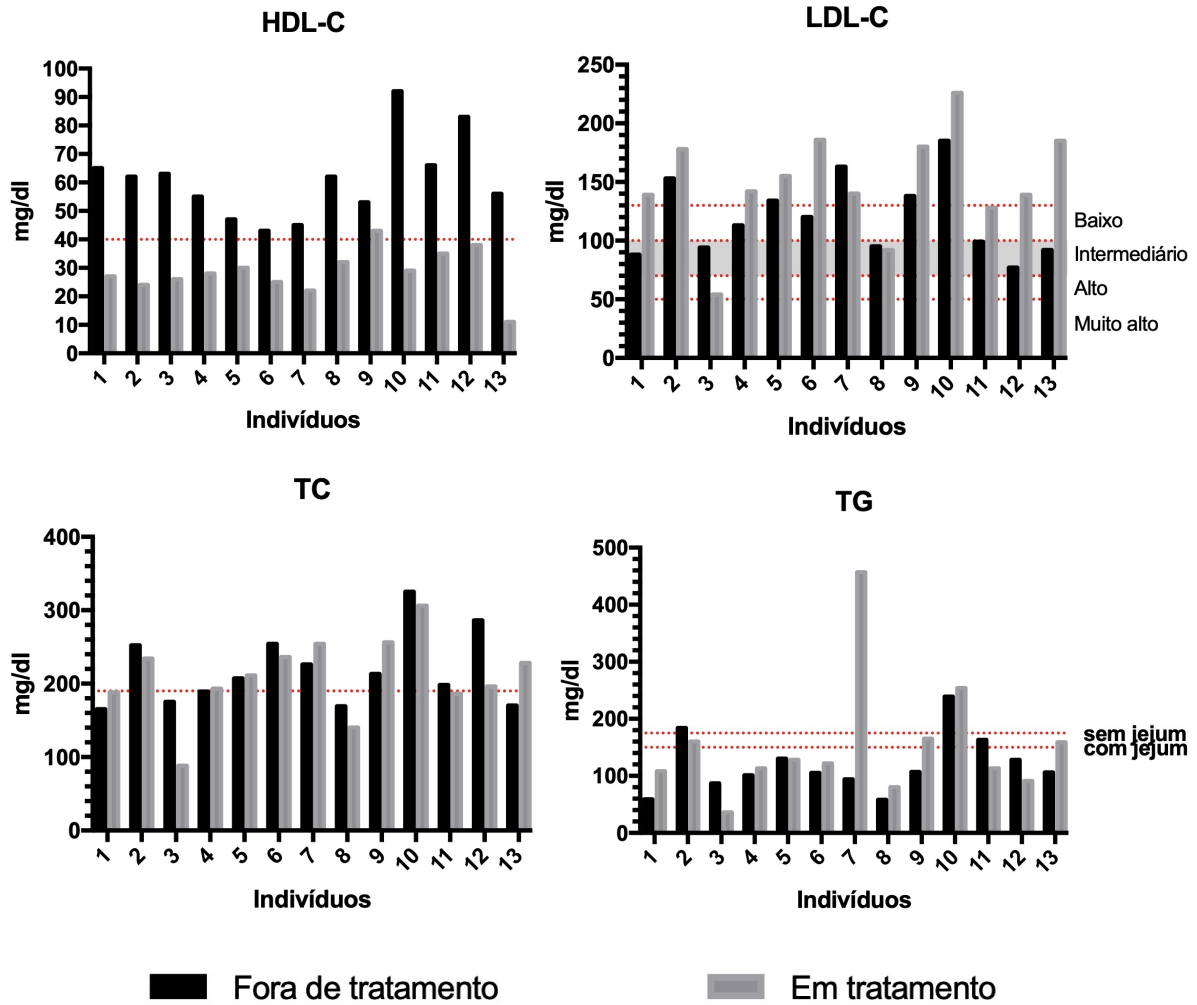 HDL-C
100
90
80
70
60
50
40
30
20
10
0
mg/dl
1 2 3 4 5 6 7 8 9 10 11 12 13
Indivíduos
LDL-C
250
200
150
100
50
0
mg/dl
Baixo
Intermediário
Alto
Muito alto
1 2 3 4 5 6 7 8 9 10 11 12 13
Indivíduos
TC
400
300
200
100
0
mg/dl
1 2 3 4 5 6 7 8 9 10 11 12 13
Indivíduos
TG
500
400
300
200
100
0
mg/dl
sem jejum
com jejum
1 2 3 4 5 6 7 8 9 10 11 12 13
Indivíduos
Fora de tratamento
Em tratamento